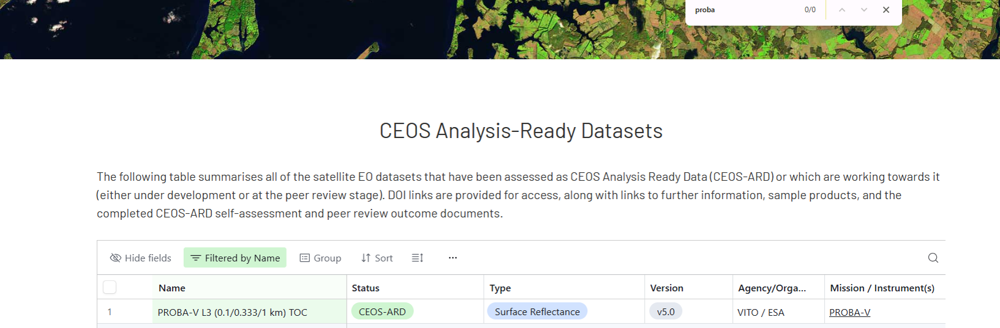 proba 0/0
CEOS Analysis-Ready Datasets
The following table summarises all of the satellite EO datasets that have been assessed as CEOS Analysis Ready Data (CEOS-ARD) or which are working towards it
(either under development or at the peer review stage). DOI links are provided for access, along with links to further information, sample products, and the
completed CEOS-ARD self-assessment and peer review outcome documents.
Hide fields Filtered by Name Group Sort ...
Name Status Type Version Agency/Orga... Mission / Instrument(s)
1 PROBA-V L3 (0.1/0.333/1 km) TOC CEOS-ARD Surface Reflectance v5.0 VITO / ESA PROBA-V